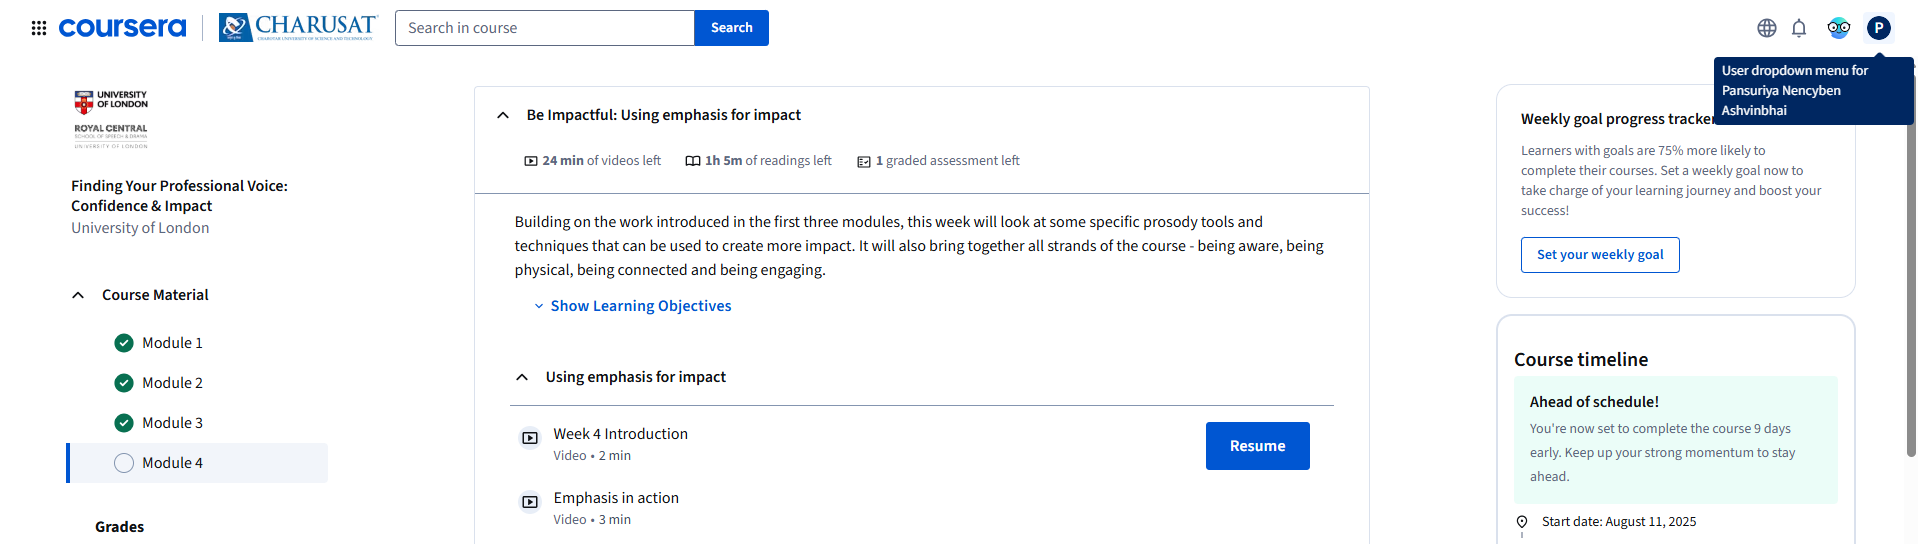 coursera
CHARUSAT
Search in course
Search
P
User dropdown menu for
Pansuriya Nencyben
Ashvinbhai
UNIVERSITY
OF LONDON
ROYAL CENTRAL
SCHOOL OF SPEECH & DRAMA
UNIVERSITY OF LONDON
Finding Your Professional Voice:
Confidence & Impact
University of London
Course Material
Module 1
Module 2
Module 3
Module 4
Grades
Be Impactful: Using emphasis for impact
24 min of videos left
1h 5m of readings left
1 graded assessment left
Building on the work introduced in the first three modules, this week will look at some specific prosody tools and
techniques that can be used to create more impact. It will also bring together all strands of the course - being aware, being
physical, being connected and being engaging.
Show Learning Objectives
Using emphasis for impact
Week 4 Introduction
Video • 2 min
Resume
Emphasis in action
Video • 3 min
Weekly goal progress tracker
Learners with goals are 75% more likely to
complete their courses. Set a weekly goal now to
take charge of your learning journey and boost your
success!
Set your weekly goal
Course timeline
Ahead of schedule!
You're now set to complete the course 9 days
early. Keep up your strong momentum to stay
ahead.
Start date: August 11, 2025